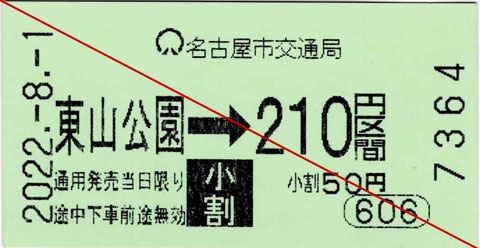 名古屋市交通局
2022.-8.-1
東山公園→210円区間
通用発売当日限り
途中下車前途無効
小割
小割50円
606
7364